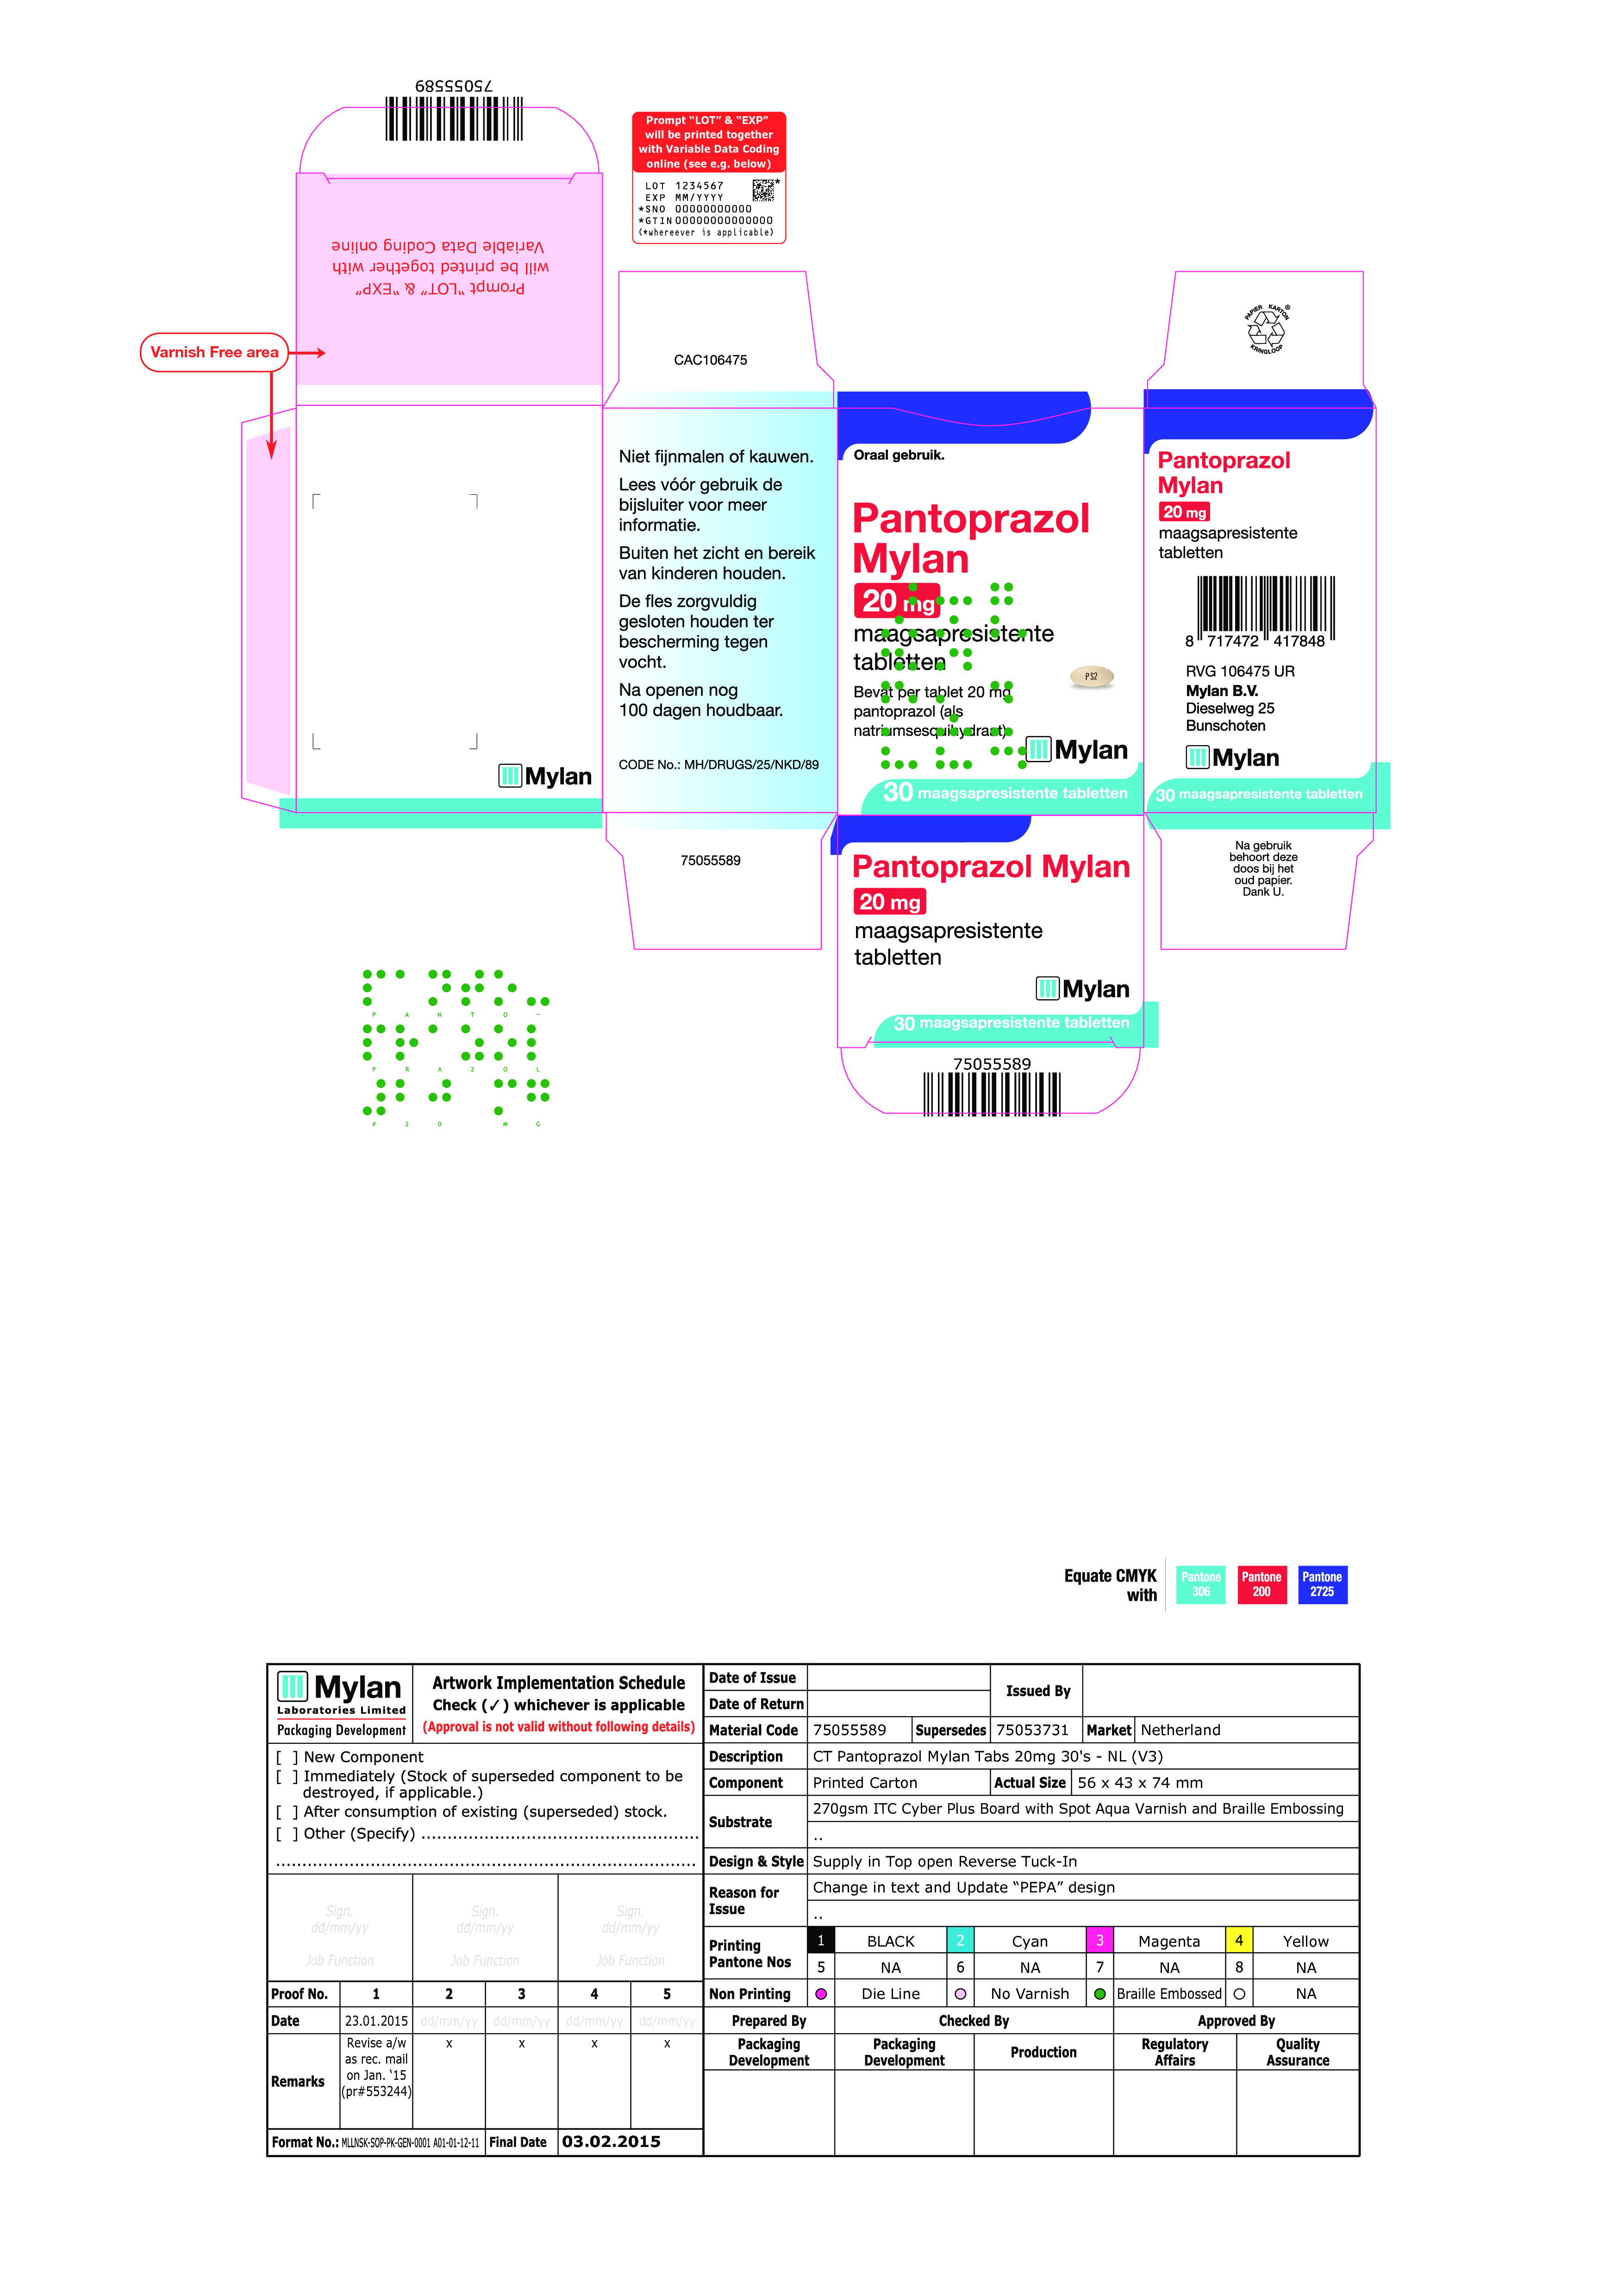 75055589
Prompt "LOT" & "EXP"
will be printed together with
Variable Data Coding online
Prompt “LOT” & “EXP”
will be printed together
with Variable Data Coding
online (see e.g. below)
LOT 1234567
EXP MM/YYYY
*
*SNO 00000000000
*GTIN 00000000000000
(*whereever is applicable)
Varnish Free area
Mylan
CAC106475
Niet fijnmalen of kauwen.
Lees vóór gebruik de
bijsluiter voor meer
informatie.
Buiten het zicht en bereik
van kinderen houden.
De fles zorgvuldig
gesloten houden ter
bescherming tegen
vocht.
Na openen nog
100 dagen houdbaar.
CODE No.: MH/DRUGS/25/NKD/89
75055589
Oraal gebruik.
Pantoprazol
Mylan
20 mg
maagsapresistente
tabletten
Bevat per tablet 20 mg
pantoprazol (als
natriumsesquihydraat)
PS2
Mylan
30 maagsapresistente tabletten
PAPIER KARTON ®
KRINGLOOP
Pantoprazol
Mylan
20 mg
maagsapresistente
tabletten
8 717472 417848
RVG 106475 UR
Mylan B.V.
Dieselweg 25
Bunschoten
Mylan
30 maagsapresistente tabletten
Na gebruik
behoort deze
doos bij het
oud papier.
Dank U.
Pantoprazol Mylan
20 mg
maagsapresistente
tabletten
Mylan
30 maagsapresistente tabletten
75055589
P A N T O -
P R A Z O L
# 2 0 M G
Equate CMYK
with
Pantone
306
Pantone
200
Pantone
2725
Mylan
Laboratories Limited
Packaging Development
Artwork Implementation Schedule
Check (✓) whichever is applicable
(Approval is not valid without following details)
[ ] New Component
[ ] Immediately (Stock of superseded component to be
destroyed, if applicable.)
[ ] After consumption of existing (superseded) stock.
[ ] Other (Specify) ....................................................
................................................................................
Sign. Sign. Sign.
dd/mm/yy dd/mm/yy dd/mm/yy
Job Function Job Function Job Function
Proof No. 1 2 3 4 5
Date 23.01.2015 dd/mm/yy dd/mm/yy dd/mm/yy dd/mm/yy
Remarks
Revise a/w
as rec. mail
on Jan. ‘15
(pr#553244)
x x x x
Format No.: MLLNSK-SOP-PK-GEN-0001 A01-01-12-11 Final Date 03.02.2015
Date of Issue
Issued By
Date of Return
Material Code 75055589 Supersedes 75053731 Market Netherland
Description CT Pantoprazol Mylan Tabs 20mg 30's - NL (V3)
Component Printed Carton Actual Size 56 x 43 x 74 mm
Substrate 270gsm ITC Cyber Plus Board with Spot Aqua Varnish and Braille Embossing
..
Design & Style Supply in Top open Reverse Tuck-In
Reason for
Issue
Change in text and Update “PEPA” design
..
Printing
Pantone Nos
1 BLACK 2 Cyan 3 Magenta 4 Yellow
5 NA 6 NA 7 NA 8 NA
Non Printing Die Line No Varnish Braille Embossed NA
Prepared By Checked By Approved By
Packaging
Development
Packaging
Development
Production
Regulatory
Affairs
Quality
Assurance